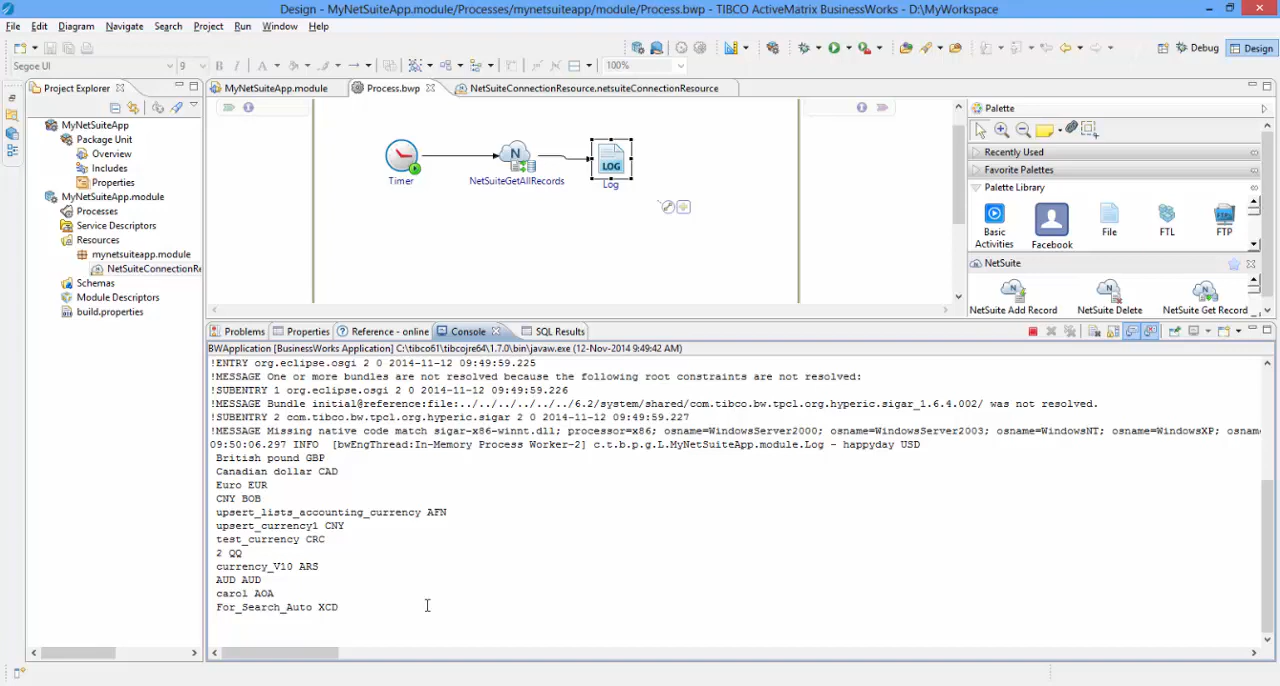 Design - MyNetSuiteApp.module/Processes/mynetsuiteapp/module/Process.bwp - TIBCO ActiveMatrix BusinessWorks - D:\MyWorkspace
File Edit Diagram Navigate Search Project Run Window Help
Debug Design
Segoe UI 9 B I A 100%
Project Explorer
MyNetSuiteApp.module Process.bwp NetSuiteConnectionResource.netsuiteConnectionResource
MyNetSuiteApp
Package Unit
Overview
Includes
Properties
MyNetSuiteApp.module
Processes
Service Descriptors
Resources
mynetsuiteapp.module
NetSuiteConnectionRe
Schemas
Module Descriptors
build.properties
N
LOG
Timer NetSuiteGetAllRecords Log
Palette
Recently Used
Favorite Palettes
Palette Library
Basic Activities
Facebook
File
FTL
FTP
NetSuite
NetSuite Add Record NetSuite Delete NetSuite Get Record
Problems Properties Reference - online Console SQL Results
BWApplication [BusinessWorks Application] C:\tibco61\tibcojre64\1.7.0\bin\javaw.exe (12-Nov-2014 9:49:42 AM)
!ENTRY org.eclipse.osgi 2 0 2014-11-12 09:49:59.225
!MESSAGE One or more bundles are not resolved because the following root constraints are not resolved:
!SUBENTRY 1 org.eclipse.osgi 2 0 2014-11-12 09:49:59.226
!MESSAGE Bundle initial@reference:file:../../../../../../6.2/system/shared/com.tibco.bw.tpcl.org.hyperic.sigar_1.6.4.002/ was not resolved.
!SUBENTRY 2 com.tibco.bw.tpcl.org.hyperic.sigar 2 0 2014-11-12 09:49:59.227
!MESSAGE Missing native code match sigar-x86-winnt.dll; processor=x86; osname=WindowsServer2000; osname=WindowsServer2003; osname=WindowsNT; osname=WindowsXP; osna
09:50:06.297 INFO [bwEngThread:In-Memory Process Worker-2] c.t.b.p.g.L.MyNetSuiteApp.module.Log - happyday USD
British pound GBP
Canadian dollar CAD
Euro EUR
CNY BOB
upsert_lists_accounting_currency AFN
upsert_currency1 CNY
test_currency CRC
2 QQ
currency_V10 ARS
AUD AUD
carol AOA
For_Search_Auto XCD